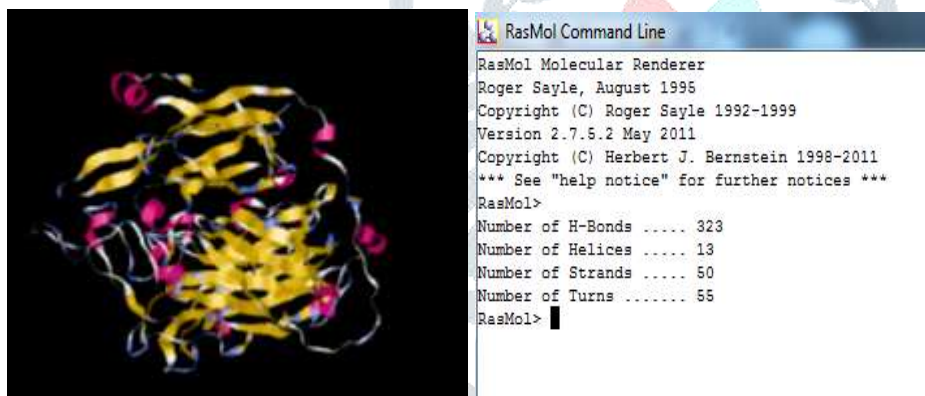 RasMol Command Line
RasMol Molecular Renderer
Roger Sayle, August 1995
Copyright (C) Roger Sayle 1992-1999
Version 2.7.5.2 May 2011
Copyright (C) Herbert J. Bernstein 1998-2011
*** See "help notice" for further notices ***
RasMol>
Number of H-Bonds ..... 323
Number of Helices ..... 13
Number of Strands ..... 50
Number of Turns ....... 55
RasMol>